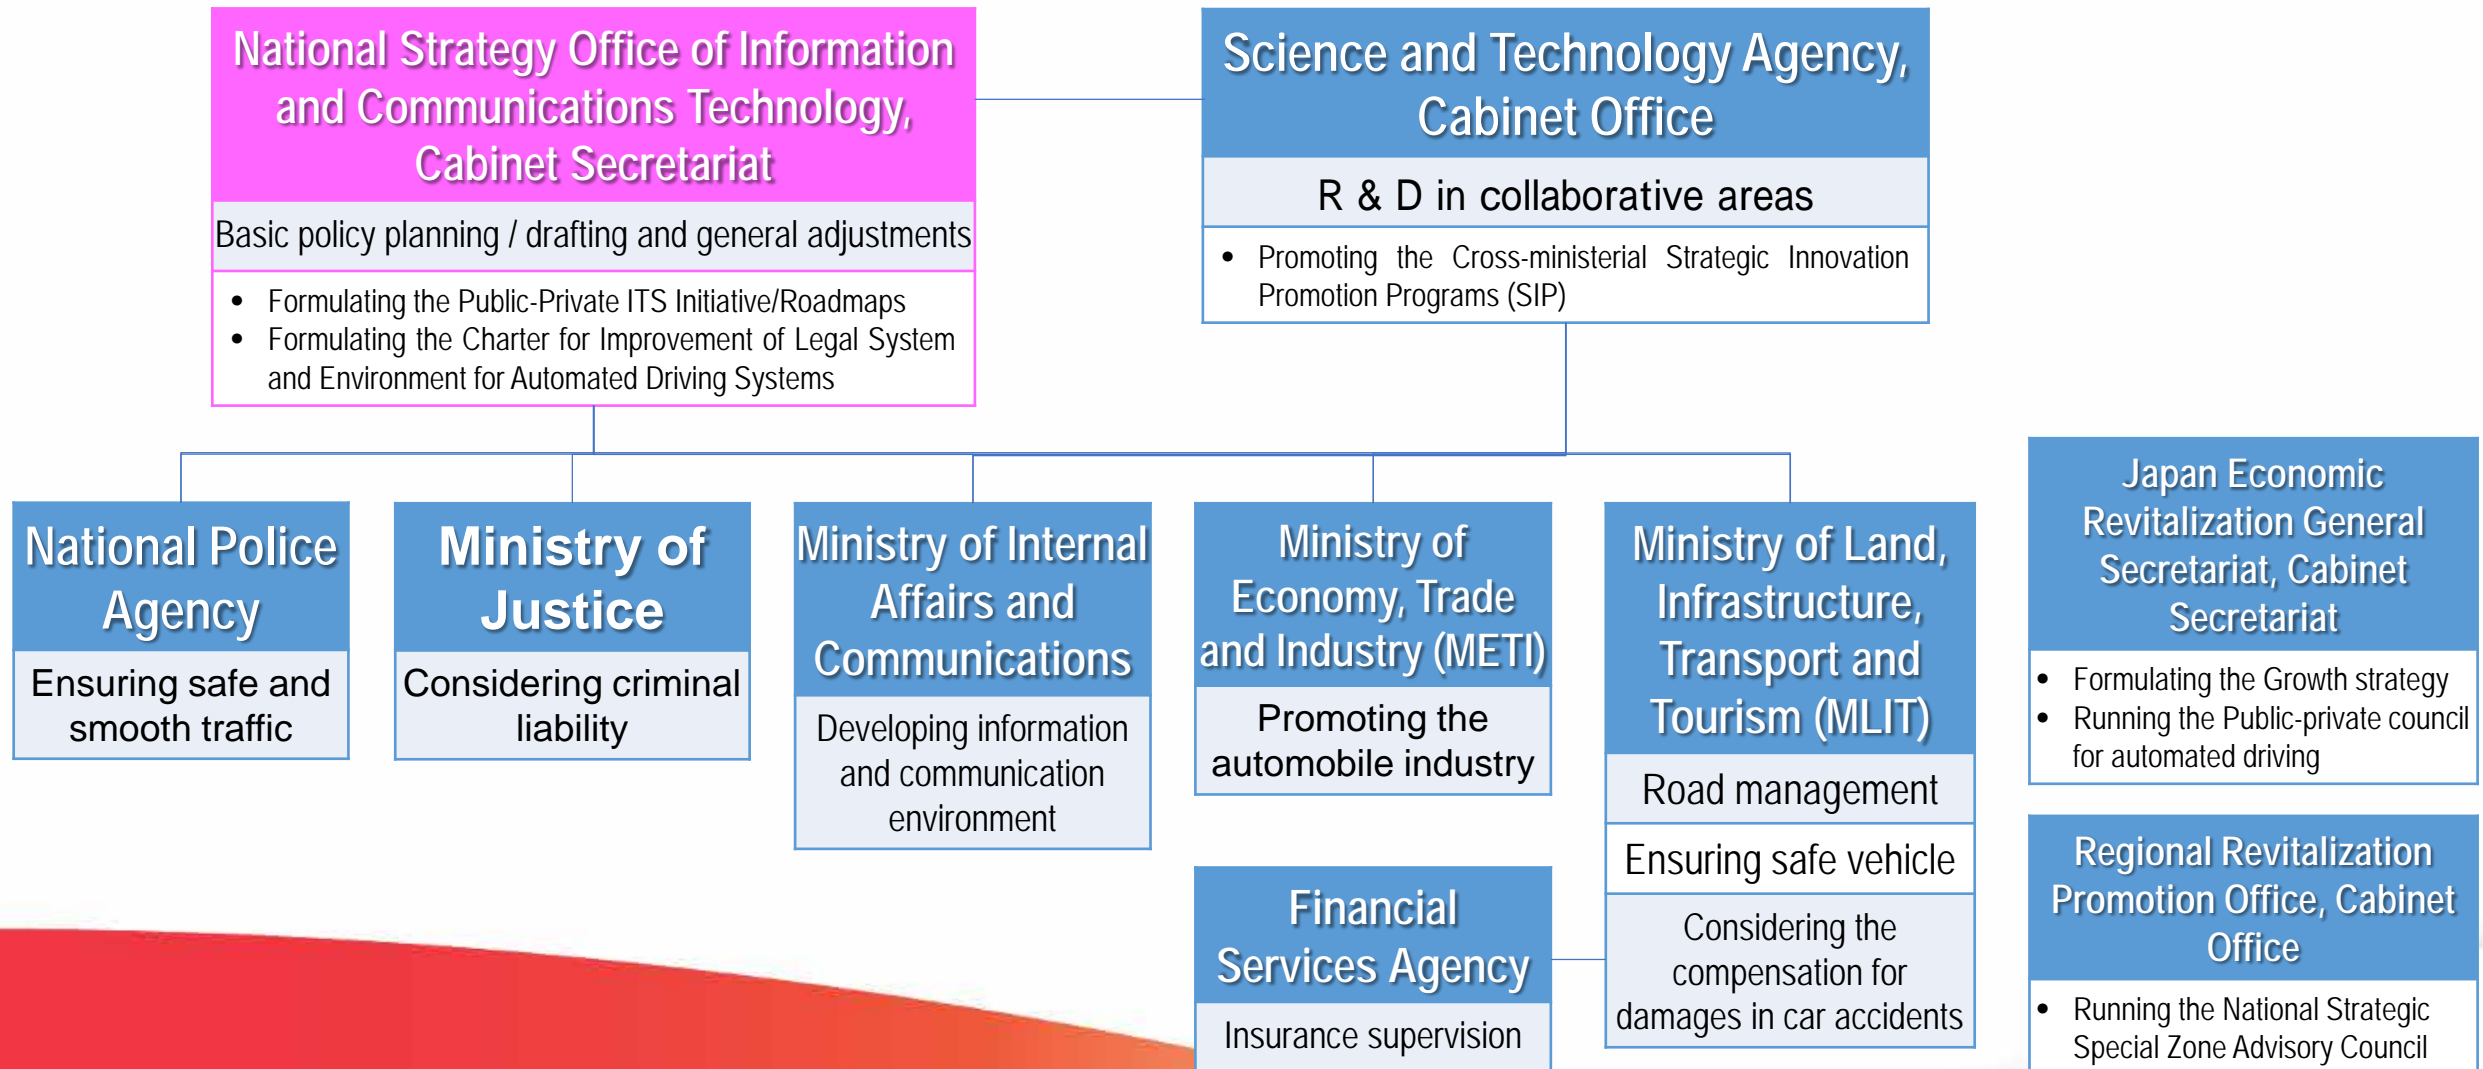 National Strategy Office of Information
and Communications Technology,
Cabinet Secretariat
Basic policy planning / drafting and general adjustments
• Formulating the Public-Private ITS Initiative/Roadmaps
• Formulating the Charter for Improvement of Legal System
and Environment for Automated Driving Systems
Science and Technology Agency,
Cabinet Office
R & D in collaborative areas
• Promoting the Cross-ministerial Strategic Innovation
Promotion Programs (SIP)
National Police
Agency
Ensuring safe and
smooth traffic
Ministry of
Justice
Considering criminal
liability
Ministry of Internal
Affairs and
Communications
Developing information
and communication
environment
Ministry of
Economy, Trade
and Industry (METI)
Promoting the
automobile industry
Financial
Services Agency
Insurance supervision
Ministry of Land,
Infrastructure,
Transport and
Tourism (MLIT)
Road management
Ensuring safe vehicle
Considering the
compensation for
damages in car accidents
Japan Economic
Revitalization General
Secretariat, Cabinet
Secretariat
• Formulating the Growth strategy
• Running the Public-private council
for automated driving
Regional Revitalization
Promotion Office, Cabinet
Office
• Running the National Strategic
Special Zone Advisory Council